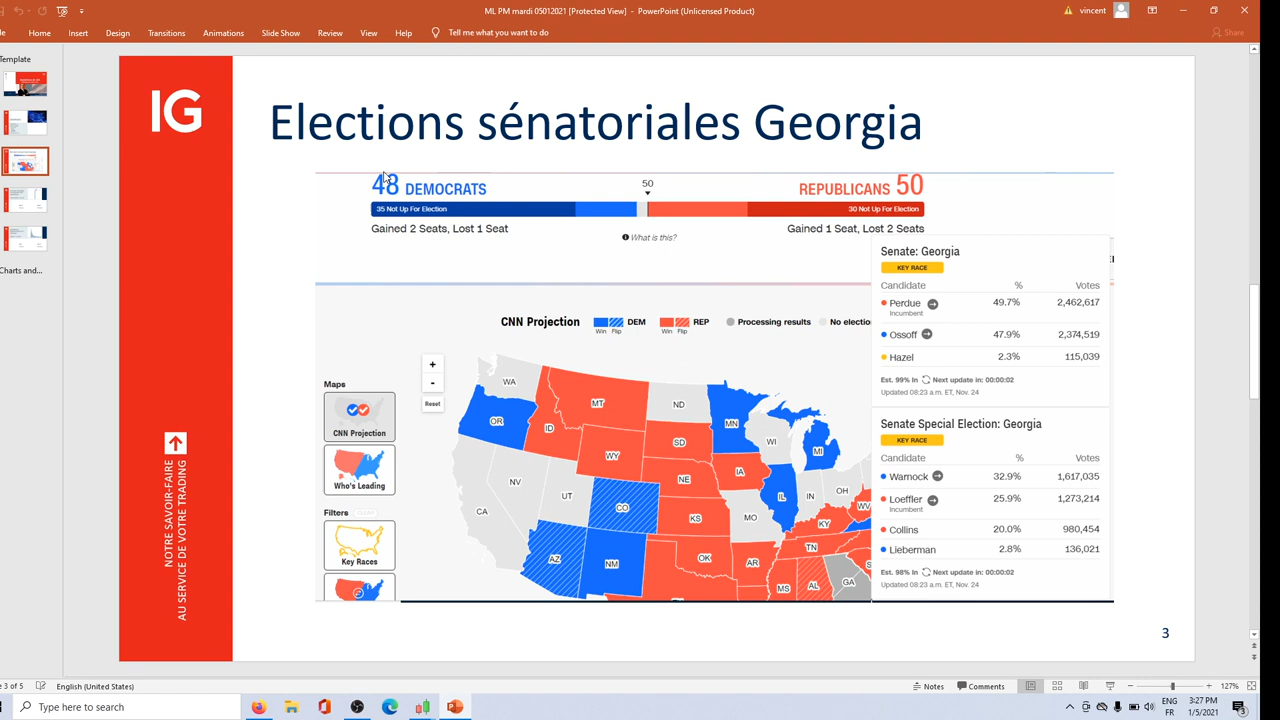 ML PM mardi 05012021 [Protected View] - PowerPoint (Unlicensed Product)
vincent
Home Insert Design Transitions Animations Slide Show Review View Help Tell me what you want to do Share
Template
Charts and...
IG
NOTRE SAVOIR-FAIRE
AU SERVICE DE VOTRE TRADING
Elections sénatoriales Georgia
48 DEMOCRATS
50
REPUBLICANS 50
35 Not Up For Election
30 Not Up For Election
Gained 2 Seats, Lost 1 Seat
What is this?
Gained 1 Seat, Lost 2 Seats
CNN Projection
DEM
Win Flip
REP
Win Flip
Processing results
No electio
+
-
Reset
Maps
CNN Projection
Who's Leading
Filters
CLEAR
Key Races
WA
OR
CA
NV
ID
MT
WY
UT
AZ
CO
NM
ND
SD
NE
KS
OK
MN
IA
MO
AR
WI
IL
MI
IN
OH
KY
TN
MS
AL
GA
WV
Senate: Georgia
KEY RACE
Candidate % Votes
Perdue 49.7% 2,462,617
Incumbent
Ossoff 47.9% 2,374,519
Hazel 2.3% 115,039
Est. 99% In Next update in: 00:00:02
Updated 08:23 a.m. ET, Nov. 24
Senate Special Election: Georgia
KEY RACE
Candidate % Votes
Warnock 32.9% 1,617,035
Loeffler 25.9% 1,273,214
Incumbent
Collins 20.0% 980,454
Lieberman 2.8% 136,021
Est. 98% In Next update in: 00:00:02
Updated 08:23 a.m. ET, Nov. 24
3
e 3 of 5 English (United States) Notes Comments 127%
Type here to search
ENG
FR
3:27 PM
1/5/2021